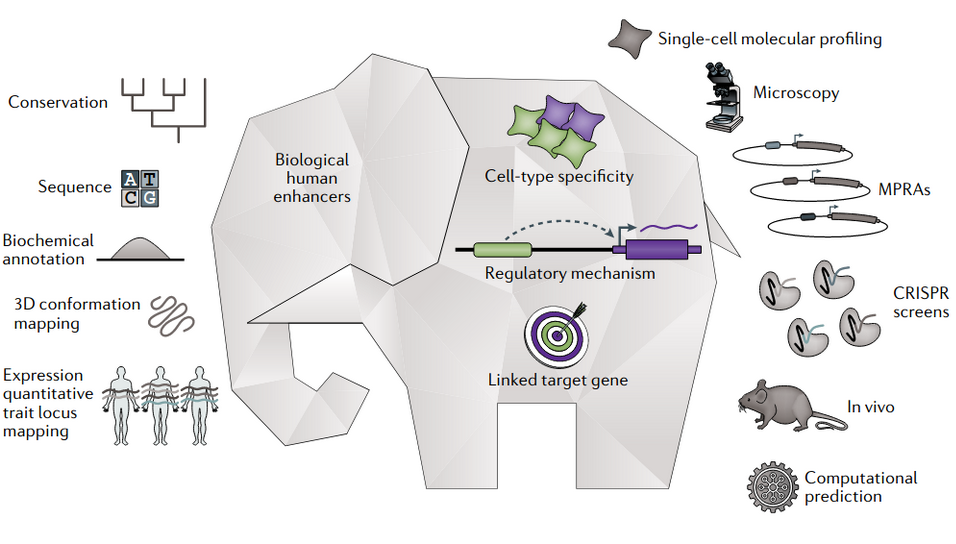 Conservation
Sequence
A T
C G
Biochemical
annotation
3D conformation
mapping
Expression
quantitative
trait locus
mapping
Biological
human
enhancers
Cell-type specificity
Regulatory mechanism
Linked target gene
Single-cell molecular profiling
Microscopy
MPRAs
CRISPR
screens
In vivo
Computational
prediction